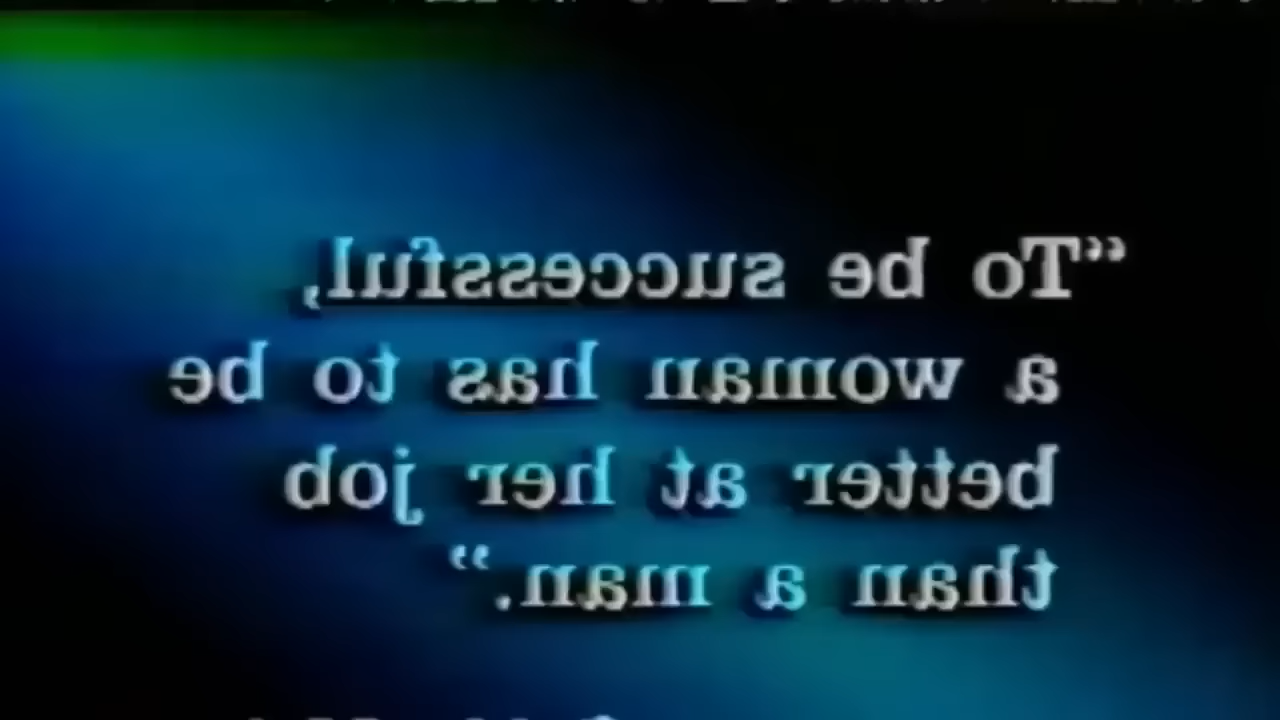 “To be successful,
a woman has to be
better at her job
than a man.”